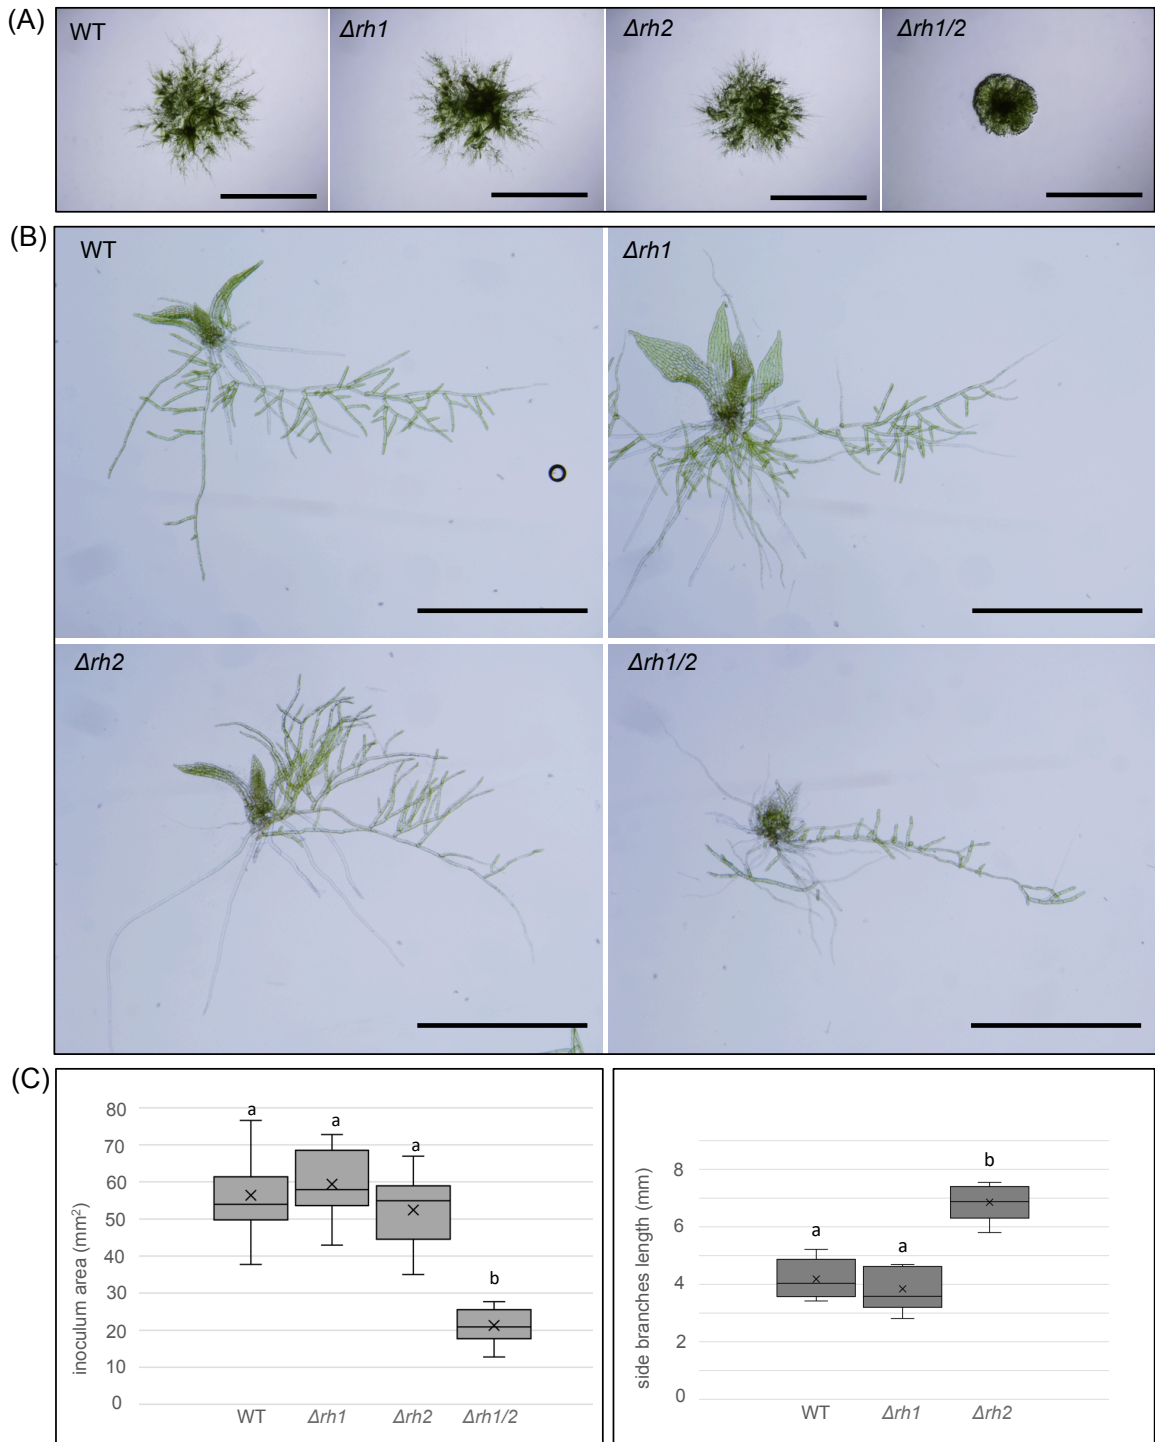 (A)
WT
Δrh1
Δrh2
Δrh1/2
(B)
WT
Δrh1
Δrh2
Δrh1/2
(C)
inoculum area (mm²)
80
70
60
50
40
30
20
10
0
a
a
a
b
WT
Δrh1
Δrh2
Δrh1/2
side branches length (mm)
8
6
4
2
0
a
a
b
WT
Δrh1
Δrh2